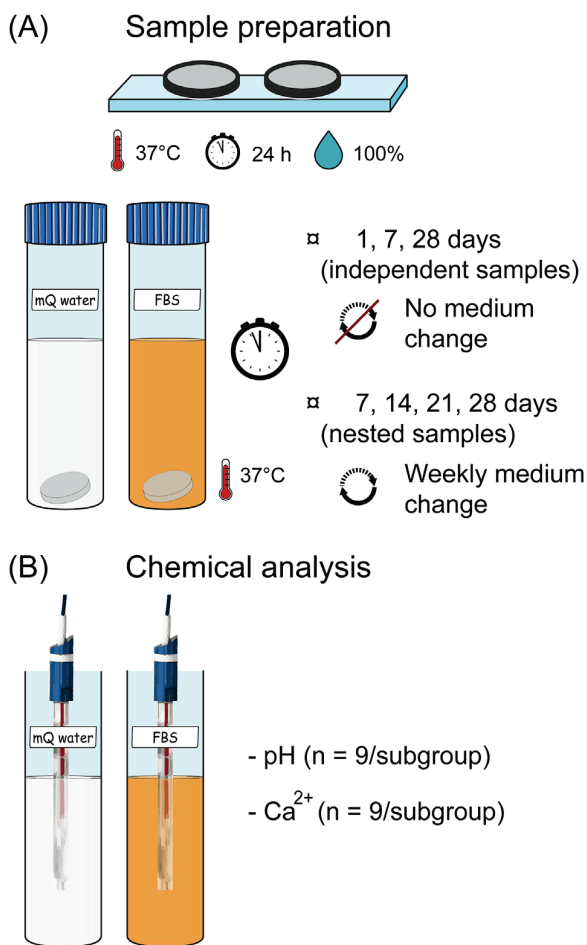 (A) Sample preparation
37°C 24 h 100%
mQ water FBS
¤ 1, 7, 28 days
(independent samples)
No medium
change
¤ 7, 14, 21, 28 days
(nested samples)
37°C
Weekly medium
change
(B) Chemical analysis
mQ water FBS
- pH (n = 9/subgroup)
- Ca²⁺ (n = 9/subgroup)